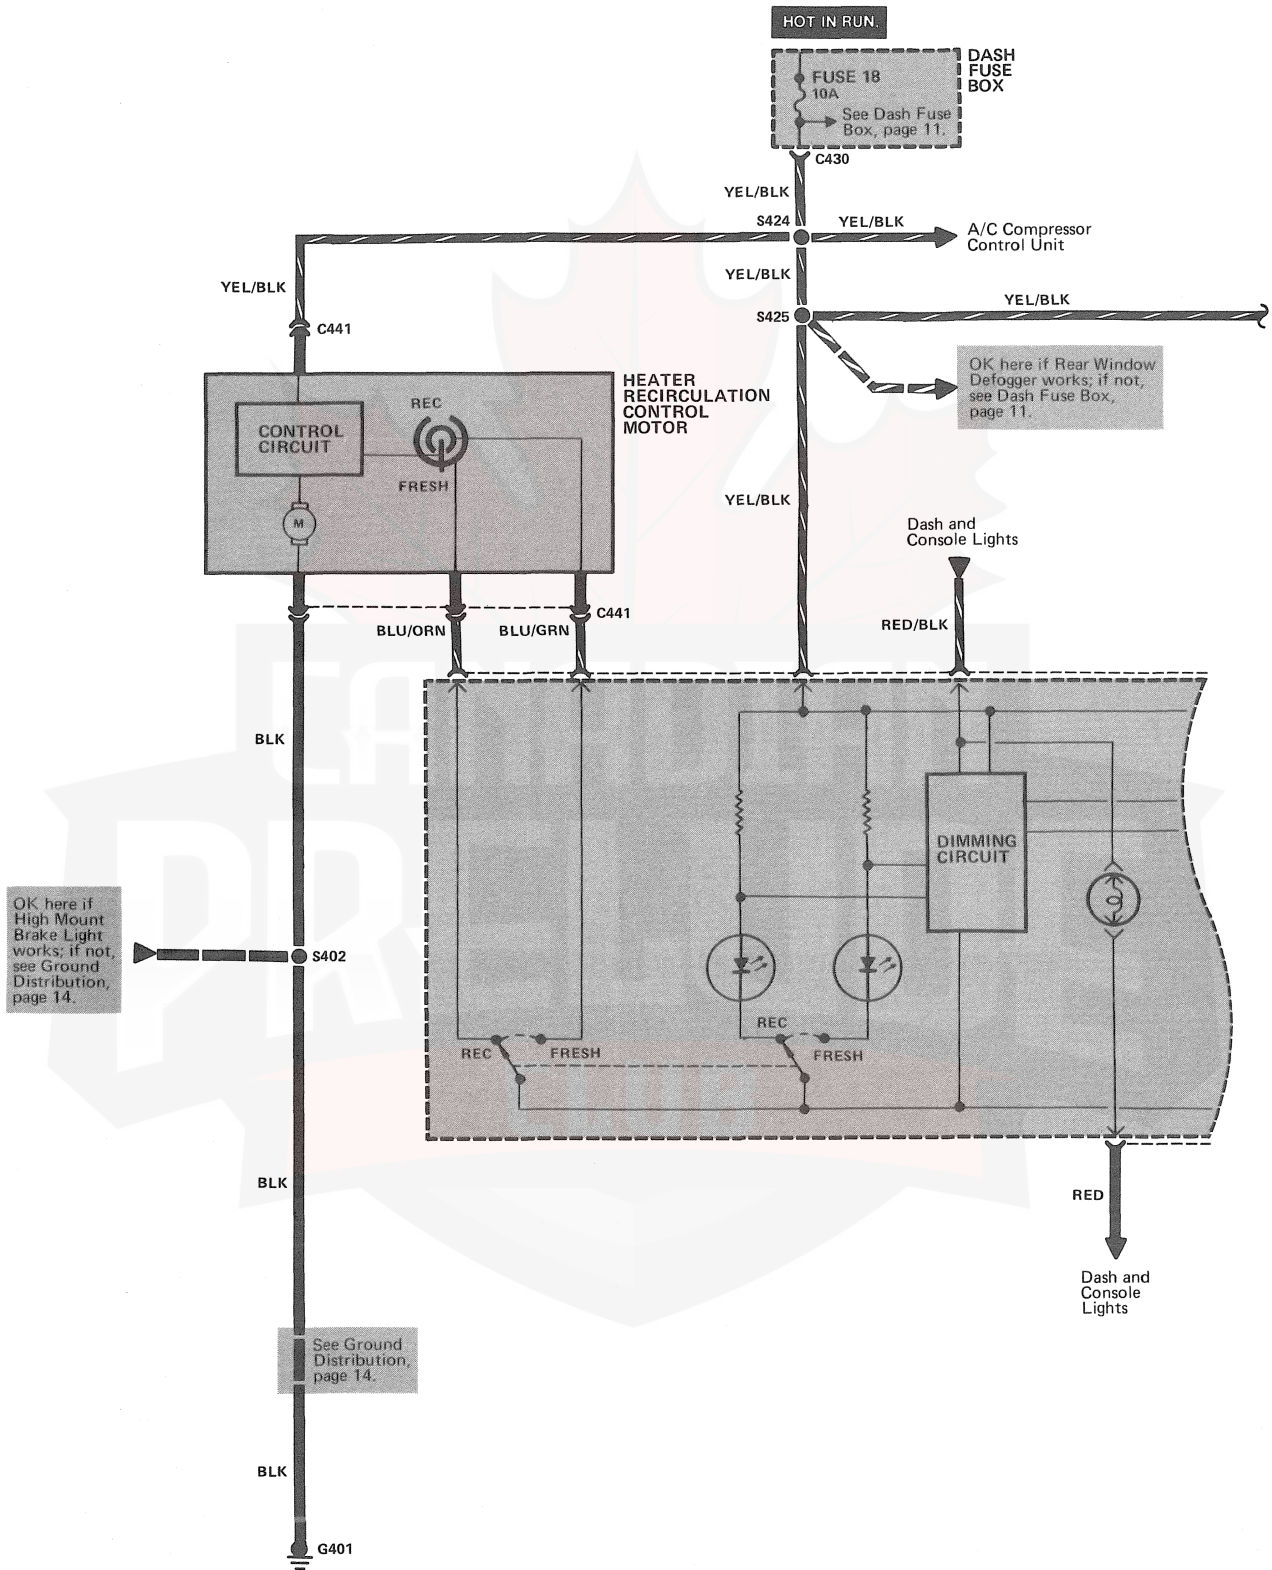 HOT IN RUN.
DASH
FUSE
BOX
FUSE 18
10A
See Dash Fuse
Box, page 11.
C430
YEL/BLK
S424
YEL/BLK
A/C Compressor
Control Unit
YEL/BLK
YEL/BLK
YEL/BLK
S425
C441
OK here if Rear Window
Defogger works; if not,
see Dash Fuse Box,
page 11.
HEATER
RECIRCULATION
CONTROL
MOTOR
REC
CONTROL
CIRCUIT
FRESH
M
YEL/BLK
Dash and
Console Lights
C441
BLU/ORN
BLU/GRN
RED/BLK
BLK
CANADIAN
PRELUDE
CLUB
DIMMING
CIRCUIT
OK here if
High Mount
Brake Light
works; if not,
see Ground
Distribution,
page 14.
S402
REC
FRESH
REC
FRESH
BLK
RED
Dash and
Console
Lights
See Ground
Distribution,
page 14.
BLK
G401